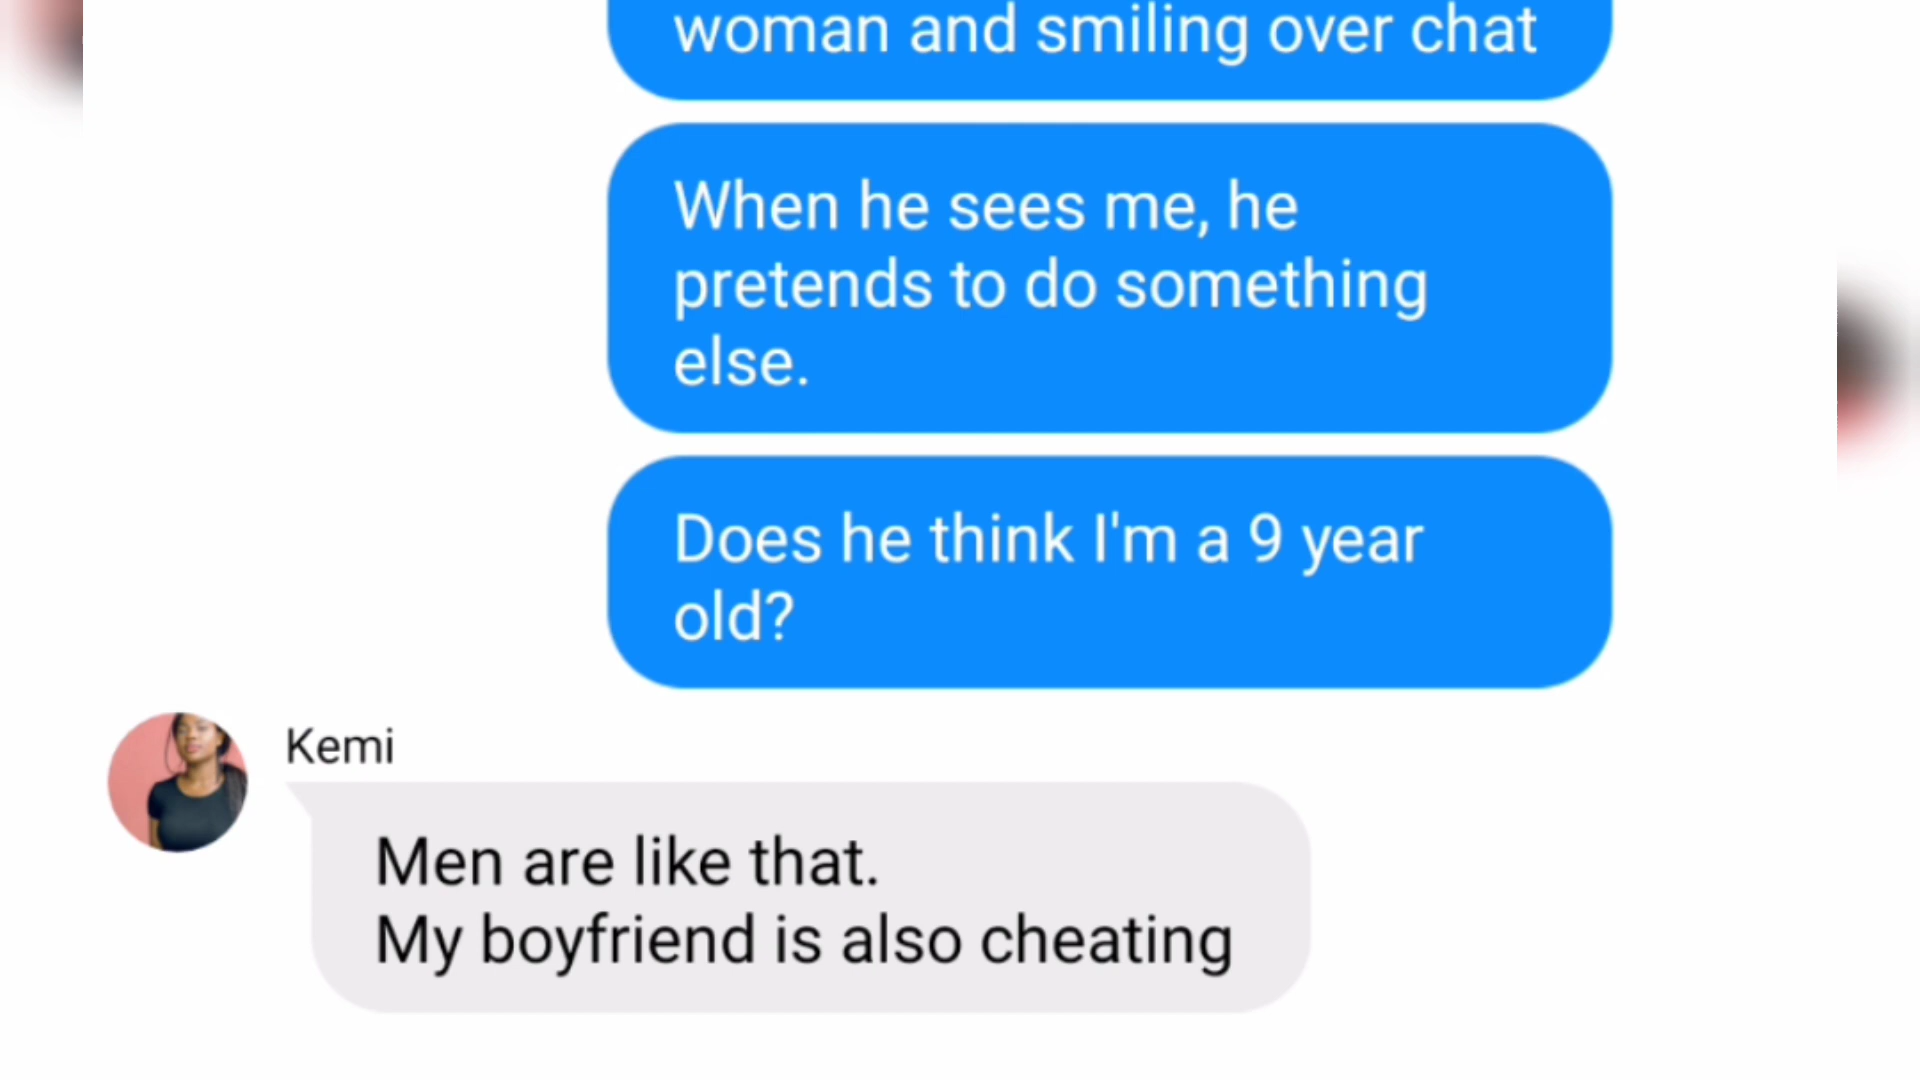 woman and smiling over chat
When he sees me, he
pretends to do something
else.
Does he think I'm a 9 year
old?
Kemi
Men are like that.
My boyfriend is also cheating